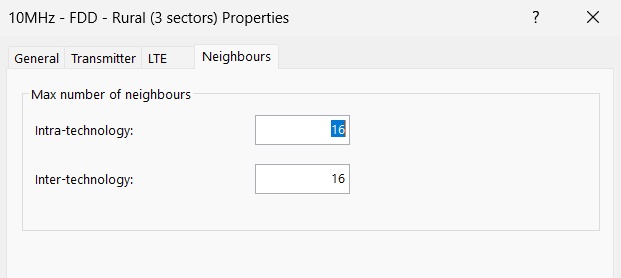 10MHz - FDD - Rural (3 sectors) Properties ?
General Transmitter LTE Neighbours
Max number of neighbours
Intra-technology: 16
Inter-technology: 16